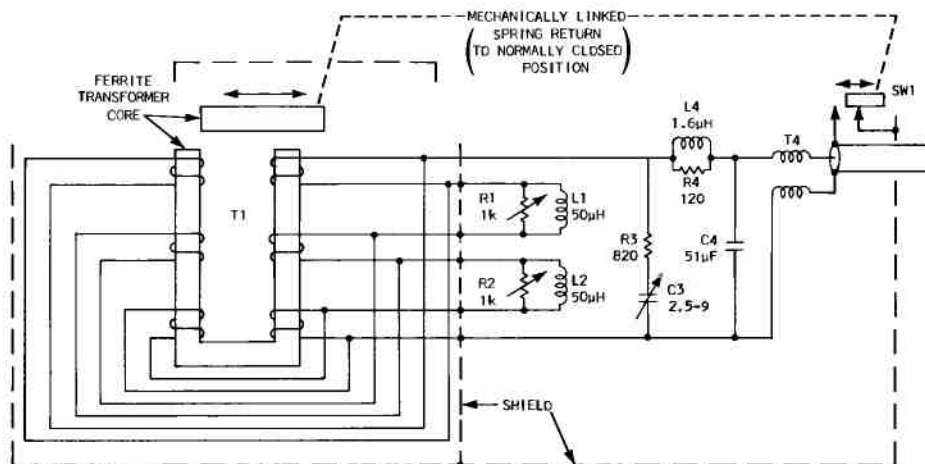 MECHANICALLY LINKED
SPRING RETURN
TO NORMALLY CLOSED
POSITION
FERRITE
TRANSFORMER
CORE
SW1
L4
1.6µH
T4
R4
120
T1
R1
1k
L1
50µH
R3
820
C4
51µF
R2
1k
L2
50µH
C3
2.5-9
SHIELD